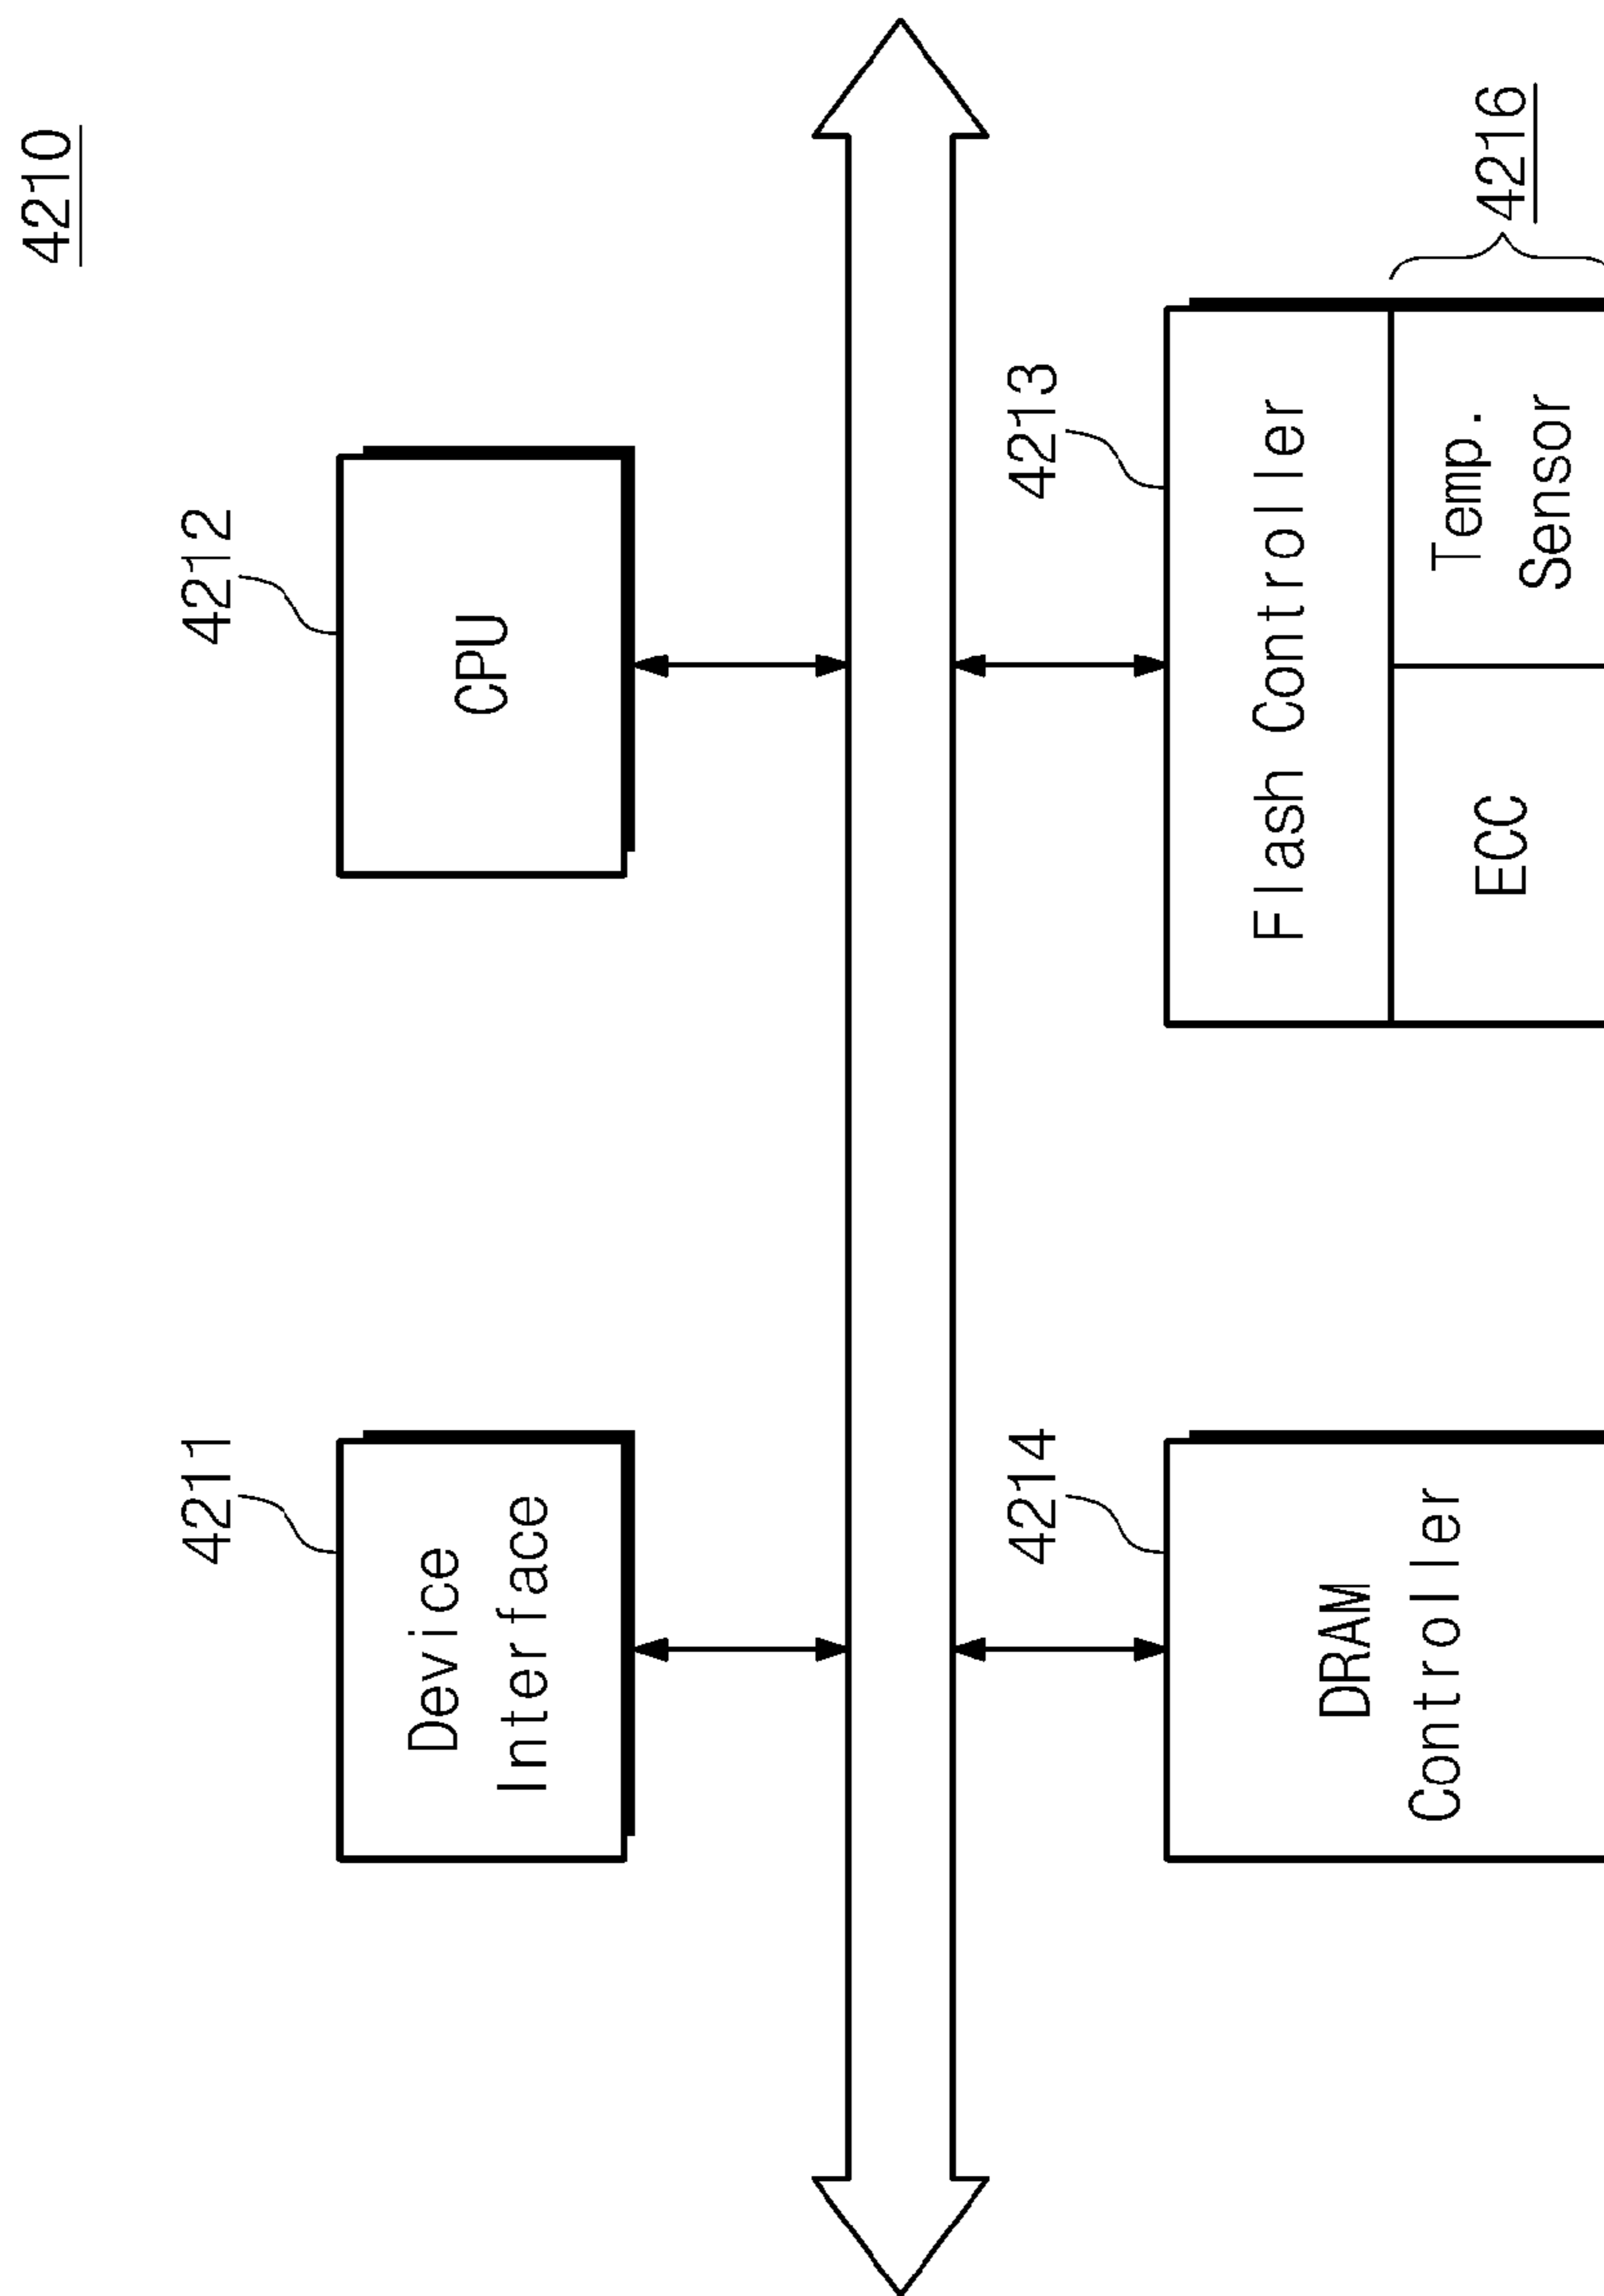 4210
4211
4212
Device
Interface
CPU
4214
4213
DRAM
Controller
Flash Controller
ECC
Temp.
Sensor
4216